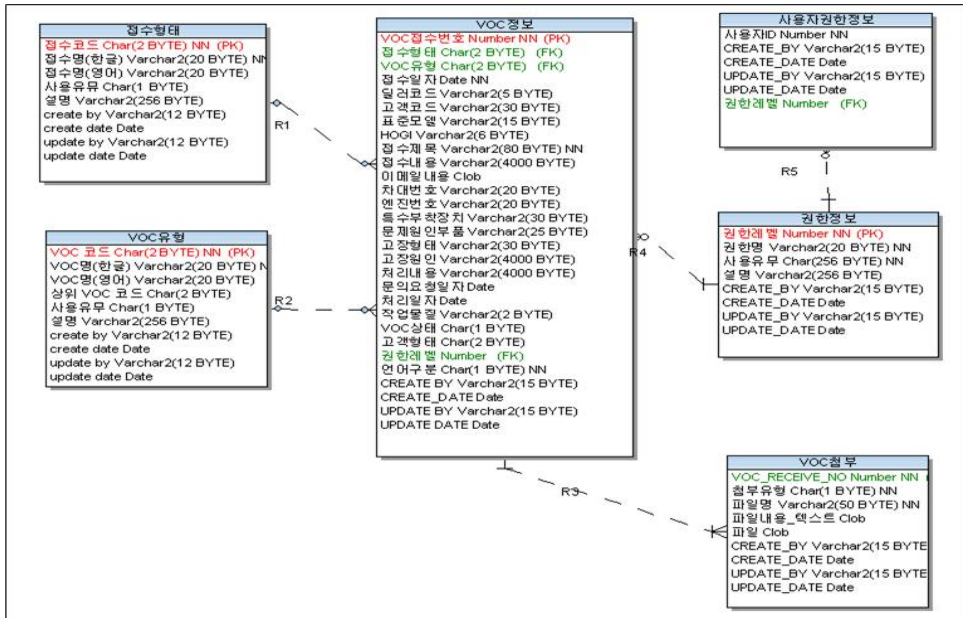 접수형태
접수코드 Char(2 BYTE) NN (PK)
접수명(한글) Varchar2(20 BYTE) NN
접수명(영어) Varchar2(20 BYTE)
사용유무 Char(1 BYTE)
설명 Varchar2(256 BYTE)
create by Varchar2(12 BYTE)
create date Date
update by Varchar2(12 BYTE)
update date Date
R1
VOC유형
VOC 코드 Char(2 BYTE) NN (PK)
VOC명(한글) Varchar2(20 BYTE) N
VOC명(영어) Varchar2(20 BYTE)
상위 VOC 코드 Char(2 BYTE)
사용유무 Char(1 BYTE)
설명 Varchar2(256 BYTE)
create by Varchar2(12 BYTE)
create date Date
update by Varchar2(12 BYTE)
update date Date
R2
VOC정보
VOC접수번호 Number NN (PK)
접수형태 Char(2 BYTE) (FK)
VOC유형 Char(2 BYTE) (FK)
접수일자 Date NN
딜러코드 Varchar2(5 BYTE)
고객코드 Varchar2(30 BYTE)
표준모델 Varchar2(15 BYTE)
HOGI Varchar2(6 BYTE)
접수제목 Varchar2(80 BYTE) NN
접수내용 Varchar2(4000 BYTE)
이메일내용 Clob
차대번호 Varchar2(20 BYTE)
엔진번호 Varchar2(20 BYTE)
특수부착장치 Varchar2(30 BYTE)
문제원인부품 Varchar2(25 BYTE)
고장형태 Varchar2(30 BYTE)
고장원인 Varchar2(4000 BYTE)
처리내용 Varchar2(4000 BYTE)
문의요청일자 Date
처리일자 Date
작업물질 Varchar2(2 BYTE)
VOC상태 Char(1 BYTE)
고객형태 Char(2 BYTE)
권한레벨 Number (FK)
언어구분 Char(1 BYTE) NN
CREATE BY Varchar2(15 BYTE)
CREATE_DATE Date
UPDATE BY Varchar2(15 BYTE)
UPDATE DATE Date
R3
R4
사용자권한정보
사용자ID Number NN
CREATE_BY Varchar2(15 BYTE)
CREATE_DATE Date
UPDATE_BY Varchar2(15 BYTE)
UPDATE_DATE Date
권한레벨 Number (FK)
R5
권한정보
권한레벨 Number NN (PK)
권한명 Varchar2(20 BYTE) NN
사용유무 Char(256 BYTE) NN
설명 Varchar2(256 BYTE)
CREATE_BY Varchar2(15 BYTE)
CREATE_DATE Date
UPDATE_BY Varchar2(15 BYTE)
UPDATE_DATE Date
VOC첨부
VOC_RECEIVE_NO Number NN
첨부유형 Char(1 BYTE) NN
파일명 Varchar2(50 BYTE) NN
파일내용_텍스트 Clob
파일 Clob
CREATE_BY Varchar2(15 BYTE
CREATE_DATE Date
UPDATE_BY Varchar2(15 BYTE
UPDATE_DATE Date